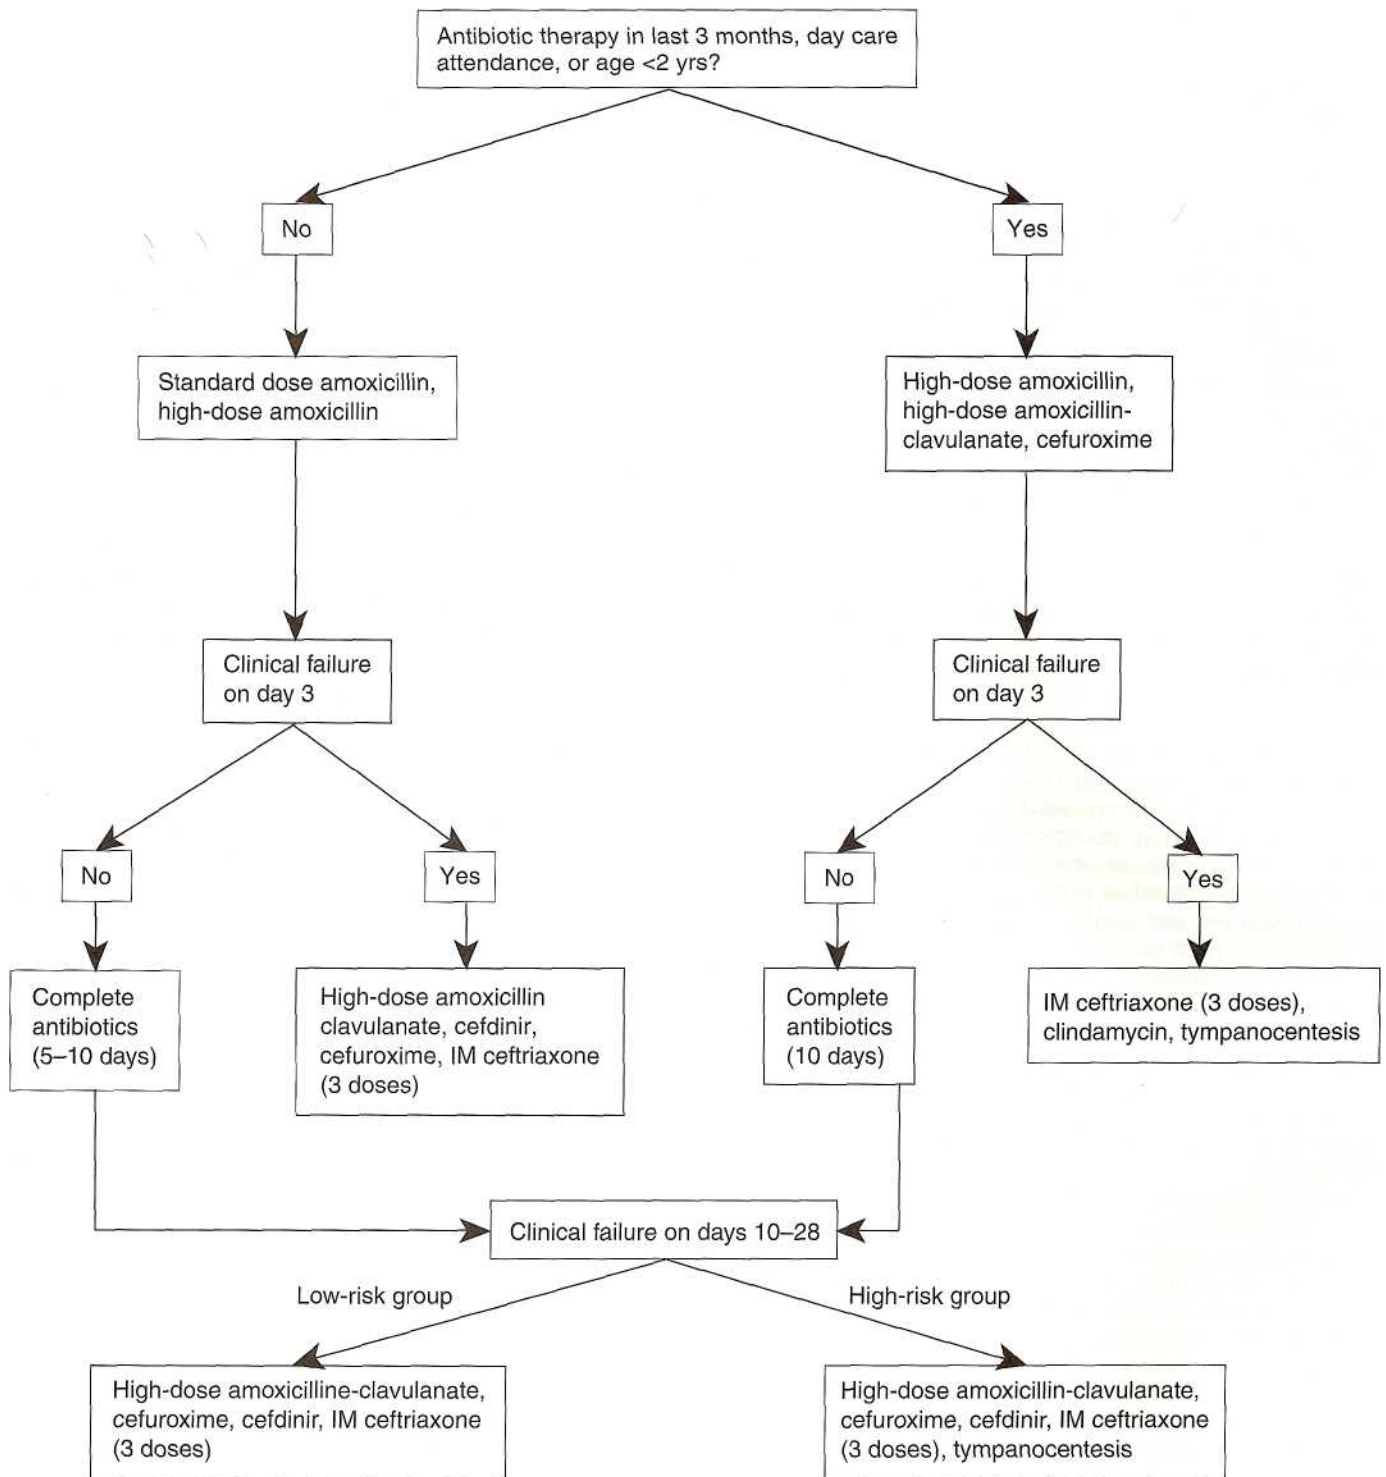 Antibiotic therapy in last 3 months, day care
attendance, or age <2 yrs?
No
Yes
Standard dose amoxicillin,
high-dose amoxicillin
High-dose amoxicillin,
high-dose amoxicillin-
clavulanate, cefuroxime
Clinical failure
on day 3
Clinical failure
on day 3
No
Yes
No
Yes
Complete
antibiotics
(5–10 days)
High-dose amoxicillin
clavulanate, cefdinir,
cefuroxime, IM ceftriaxone
(3 doses)
Complete
antibiotics
(10 days)
IM ceftriaxone (3 doses),
clindamycin, tympanocentesis
Clinical failure on days 10–28
Low-risk group
High-risk group
High-dose amoxicilline-clavulanate,
cefuroxime, cefdinir, IM ceftriaxone
(3 doses)
High-dose amoxicillin-clavulanate,
cefuroxime, cefdinir, IM ceftriaxone
(3 doses), tympanocentesis